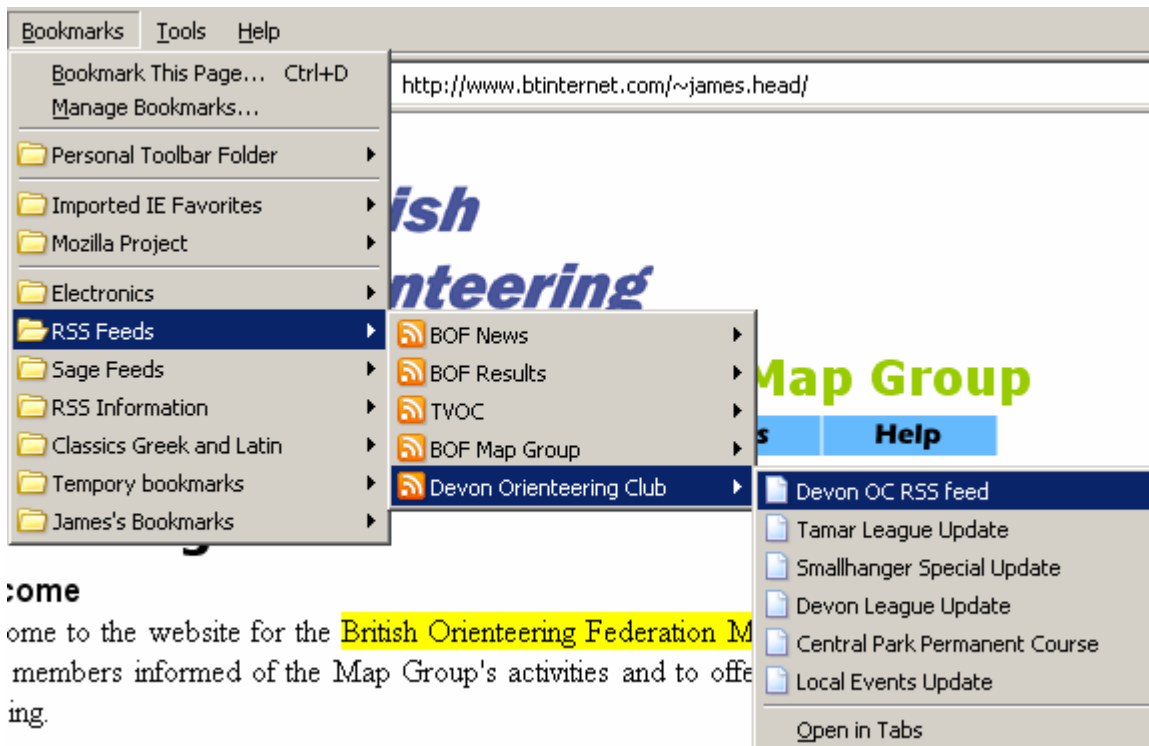 Bookmarks Tools Help
Bookmark This Page... Ctrl+D
Manage Bookmarks...
Personal Toolbar Folder
Imported IE Favorites
Mozilla Project
Electronics
RSS Feeds
Sage Feeds
RSS Information
Classics Greek and Latin
Tempory bookmarks
James's Bookmarks
BOF News
BOF Results
TVOC
BOF Map Group
Devon Orienteering Club
Devon OC RSS feed
Tamar League Update
Smallhanger Special Update
Devon League Update
Central Park Permanent Course
Local Events Update
Open in Tabs
http://www.btinternet.com/~james.head/
ish
nteering
Map Group
s Help
come
ome to the website for the British Orienteering Federation M
members informed of the Map Group's activities and to offe
ing.